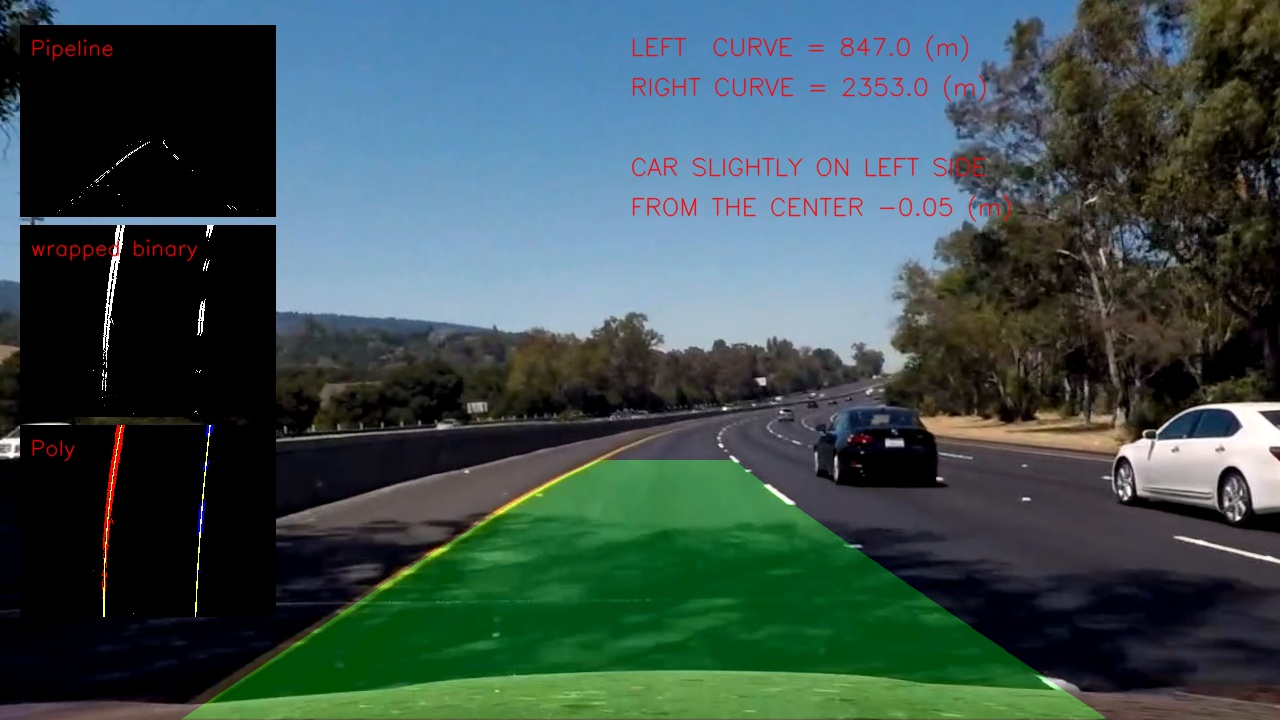 Pipeline
LEFT CURVE = 847.0 (m)
RIGHT CURVE = 2353.0 (m)
CAR SLIGHTLY ON LEFT SIDE
FROM THE CENTER -0.05 (m)
wrapped binary
Poly